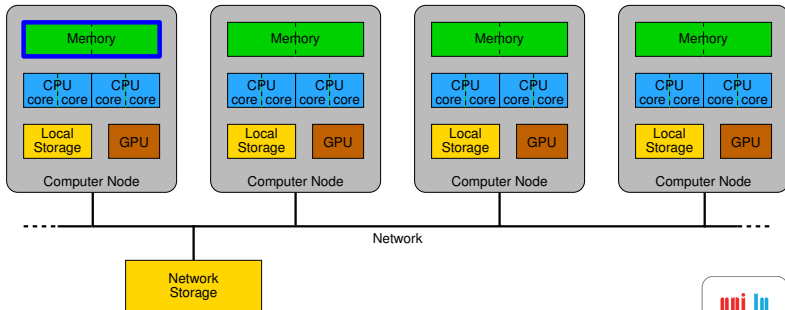 Memory
Memory
Memory
Memory
CPU CPU
core core core core
CPU CPU
core core core core
CPU CPU
core core core core
CPU CPU
core core core core
Local
Storage
GPU
Local
Storage
GPU
Local
Storage
GPU
Local
Storage
GPU
Computer Node
Computer Node
Computer Node
Computer Node
Network
Network
Storage
uni lu